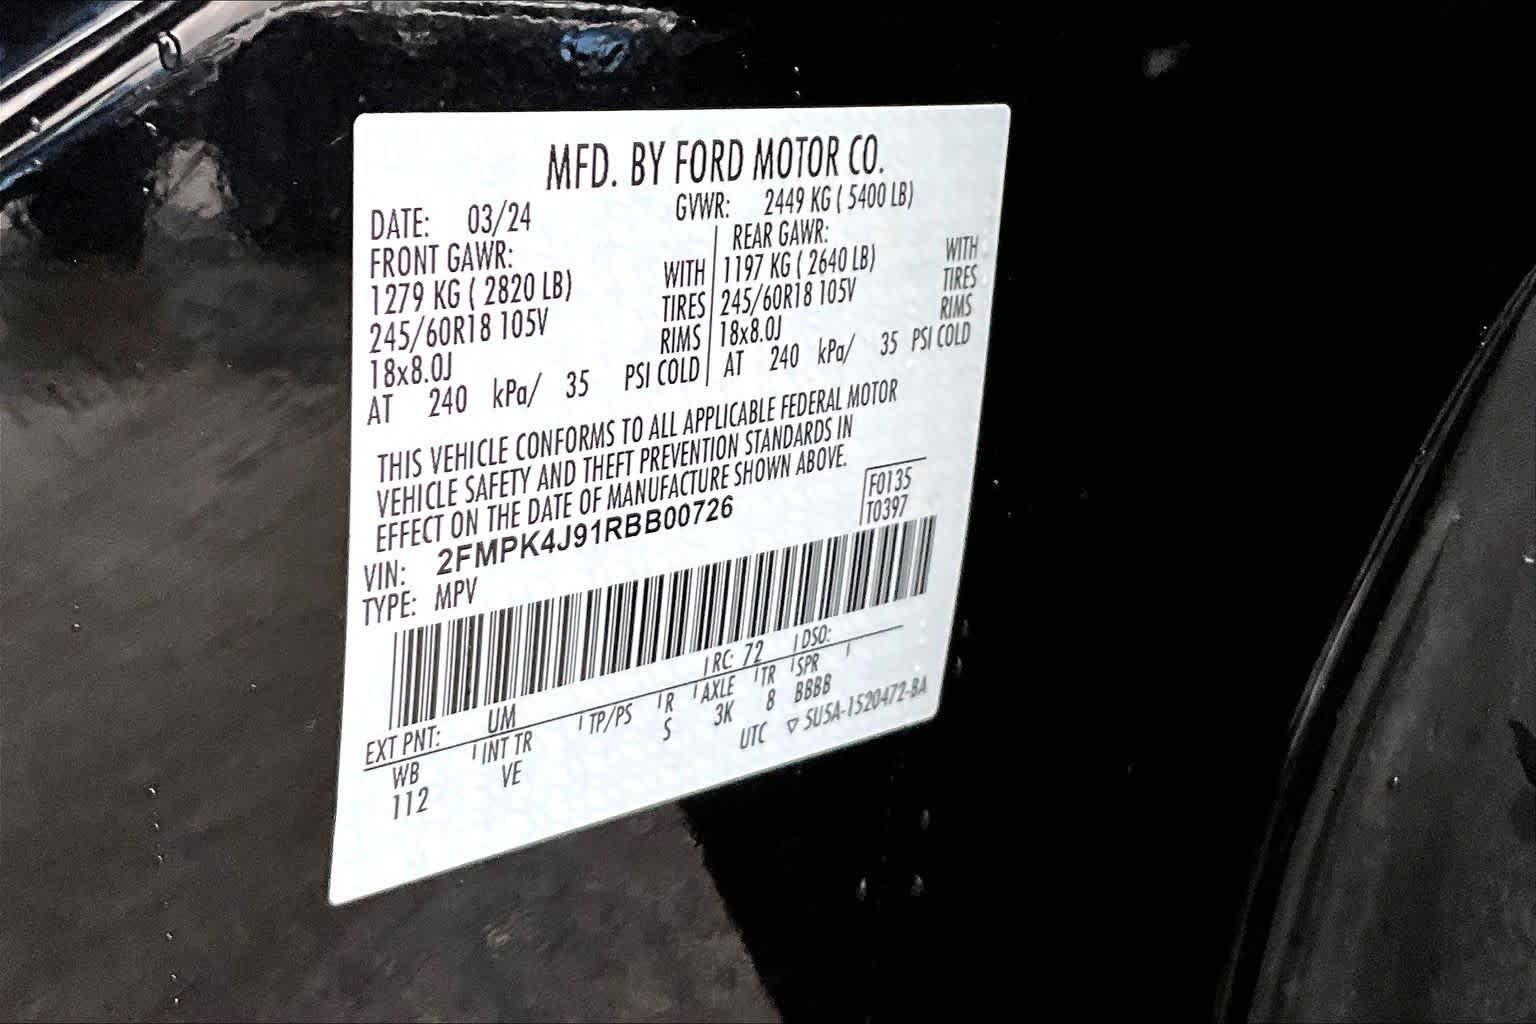 MFD. BY FORD MOTOR CO.
DATE: 03/24 GVWR: 2449 KG ( 5400 LB)
FRONT GAWR: REAR GAWR:
1279 KG ( 2820 LB) WITH 1197 KG ( 2640 LB) WITH
245/60R18 105V TIRES 245/60R18 105V TIRES
18x8.0J RIMS 18x8.0J RIMS
AT 240 kPa/ 35 PSI COLD AT 240 kPa/ 35 PSI COLD
THIS VEHICLE CONFORMS TO ALL APPLICABLE FEDERAL MOTOR
VEHICLE SAFETY AND THEFT PREVENTION STANDARDS IN
EFFECT ON THE DATE OF MANUFACTURE SHOWN ABOVE.
F0135
T0397
VIN: 2FMPK4J91RBB00726
TYPE: MPV
EXT PNT: UM RC: 72 DSO:
WB INT TR TP/PS R AXLE TR SPR
112 VE S 3K 8 BBBB
UTC ▽ 5U5A-1520472-BA